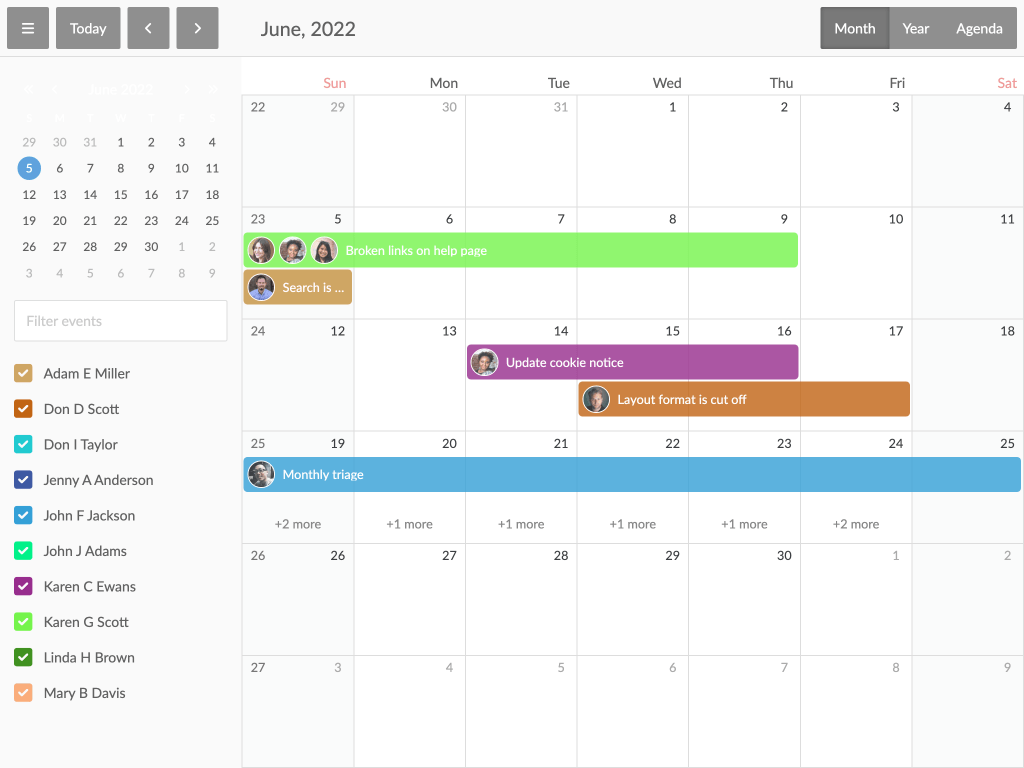 Today
June, 2022
Month Year Agenda
June 2022
29 30 31 1 2 3 4
5 6 7 8 9 10 11
12 13 14 15 16 17 18
19 20 21 22 23 24 25
26 27 28 29 30 1 2
3 4 5 6 7 8 9
Filter events
Adam E Miller
Don D Scott
Don I Taylor
Jenny A Anderson
John F Jackson
John J Adams
Karen C Ewans
Karen G Scott
Linda H Brown
Mary B Davis
Sun Mon Tue Wed Thu Fri Sat
22 29 30 31 1 2 3 4
23 5 6 7 8 9 10 11
Broken links on help page
Search is ...
24 12 13 14 15 16 17 18
Update cookie notice
Layout format is cut off
25 19 20 21 22 23 24 25
Monthly triage
+2 more +1 more +1 more +1 more +1 more +2 more
26 26 27 28 29 30 1 2
27 3 4 5 6 7 8 9